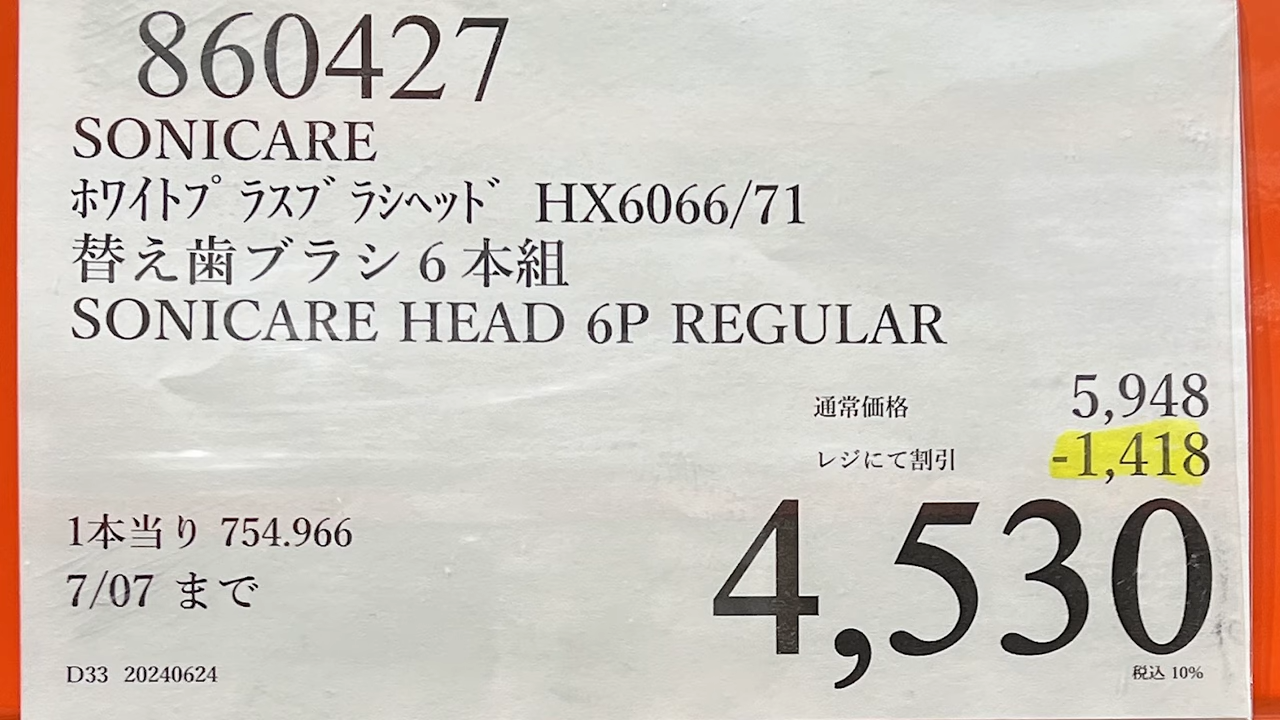 860427
SONICARE
ﾎﾜｲﾄﾌﾟﾗｽﾌﾞﾗｼﾍｯﾄﾞ HX6066/71
替え歯ブラシ 6 本組
SONICARE HEAD 6P REGULAR
通常価格 5,948
レジにて割引 -1,418
4,530
1本当り 754.966
7/07 まで
D33 20240624
税込 10%